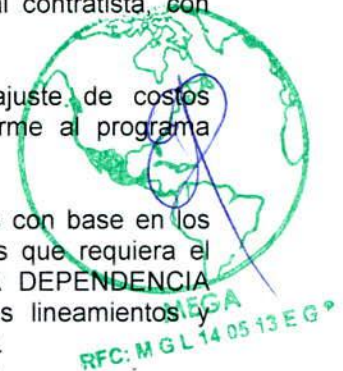 al contratista, con
ajuste de costos
rme al programa
con base en los
s que requiera el
DEPENDENCIA
s lineamientos y
MEGA
RFC: M G L 14 05 13 E G